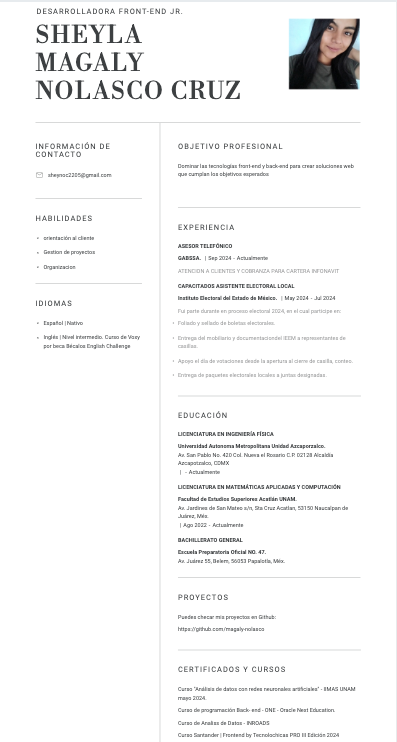 DESARROLLADORA FRONT-END JR.
SHEYLA
MAGALY
NOLASCO CRUZ
INFORMACIÓN DE
CONTACTO
sheynoc2205@gmail.com
HABILIDADES
• orientación al cliente
• Gestion de proyectos
• Organizacion
IDIOMAS
• Español | Nativo
• Inglés | Nivel intermedio. Curso de Voxy
por beca Bécalos English Challenge
OBJETIVO PROFESIONAL
Dominar las tecnologías front-end y back-end para crear soluciones web
que cumplan los objetivos esperados
EXPERIENCIA
ASESOR TELEFÓNICO
GABSSA. | Sep 2024 - Actualmente
ATENCION A CLIENTES Y COBRANZA PARA CARTERA INFONAVIT
CAPACITADOS ASISTENTE ELECTORAL LOCAL
Instituto Electoral del Estado de México. | May 2024 - Jul 2024
Fui parte durante en proceso electoral 2024, en el cual participe en:
• Foliado y sellado de boletas electorales.
• Entrega del mobiliario y documentacion del IEEM a representantes de
casillas.
• Apoyo el día de votaciones desde la apertura al cierre de casilla, conteo.
• Entrega de paquetes electorales locales a juntas designadas.
EDUCACIÓN
LICENCIATURA EN INGENIERÍA FÍSICA
Universidad Autonoma Metropolitana Unidad Azcaporzalco.
Av. San Pablo No. 420 Col. Nueva el Rosario C.P. 02128 Alcaldía
Azcapotzalco, CDMX
| - Actualmente
LICENCIATURA EN MATEMÁTICAS APLICADAS Y COMPUTACIÓN
Facultad de Estudios Superiores Acatlán UNAM.
Av. Jardines de San Mateo s/n, Sta Cruz Acatlan, 53150 Naucalpan de
Juárez, Méx.
| Ago 2022 - Actualmente
BACHILLERATO GENERAL
Escuela Preparatoria Oficial NO. 47.
Av. Juárez 55, Belem, 56053 Papalotla, Méx.
PROYECTOS
Puedes checar mis proyectos en Github:
https://github.com/magaly-nolasco
CERTIFICADOS Y CURSOS
Curso "Análisis de datos con redes neuronales artificiales" - IIMAS UNAM
mayo 2024.
Curso de programación Back- end - ONE - Oracle Next Education.
Curso de Analiss de Datos - INROADS
Curso Santander | Frontend by Tecnolochicas PRO III Edición 2024